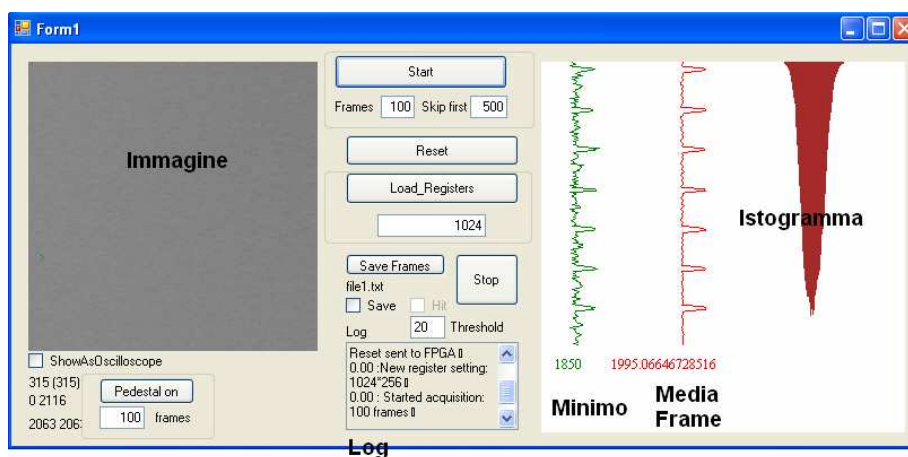 Form1
Immagine
Start
Frames 100 Skip first 500
Reset
Load_Registers
1024
Save Frames
Stop
file1.txt
Save Hit
Log 20 Threshold
Reset sent to FPGA
0.00 :New register setting:
1024*256
0.00 : Started acquisition:
100 frames
Log
ShowAsOscilloscope
315 (315)
0 2116
2063 206
Pedestal on
100 frames
Istogramma
1850 1995.06646728516
Minimo
Media
Frame